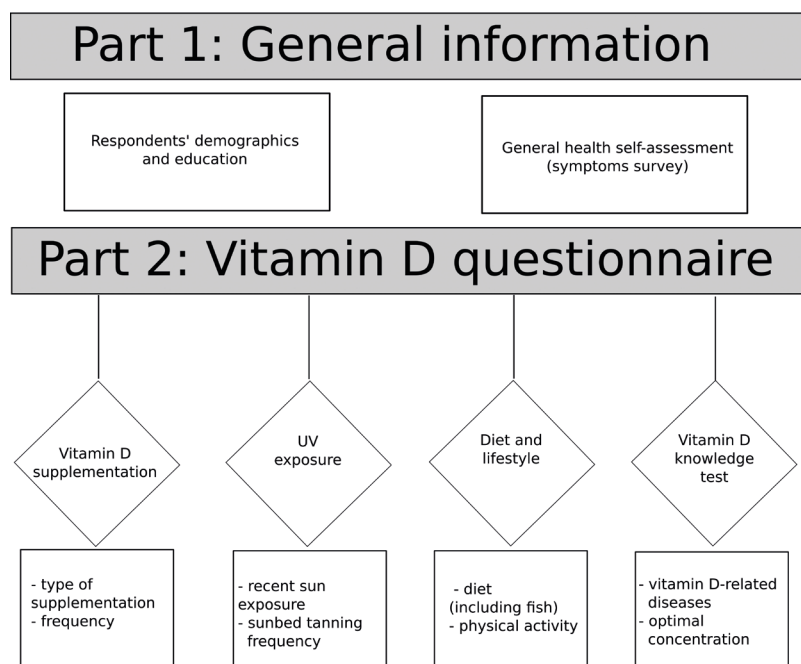 Part 1: General information
Respondents' demographics
and education
General health self-assessment
(symptoms survey)
Part 2: Vitamin D questionnaire
Vitamin D
supplementation
UV
exposure
Diet and
lifestyle
Vitamin D
knowledge
test
- type of
supplementation
- frequency
- recent sun
exposure
- sunbed tanning
frequency
- diet
(including fish)
- physical activity
- vitamin D-related
diseases
- optimal
concentration